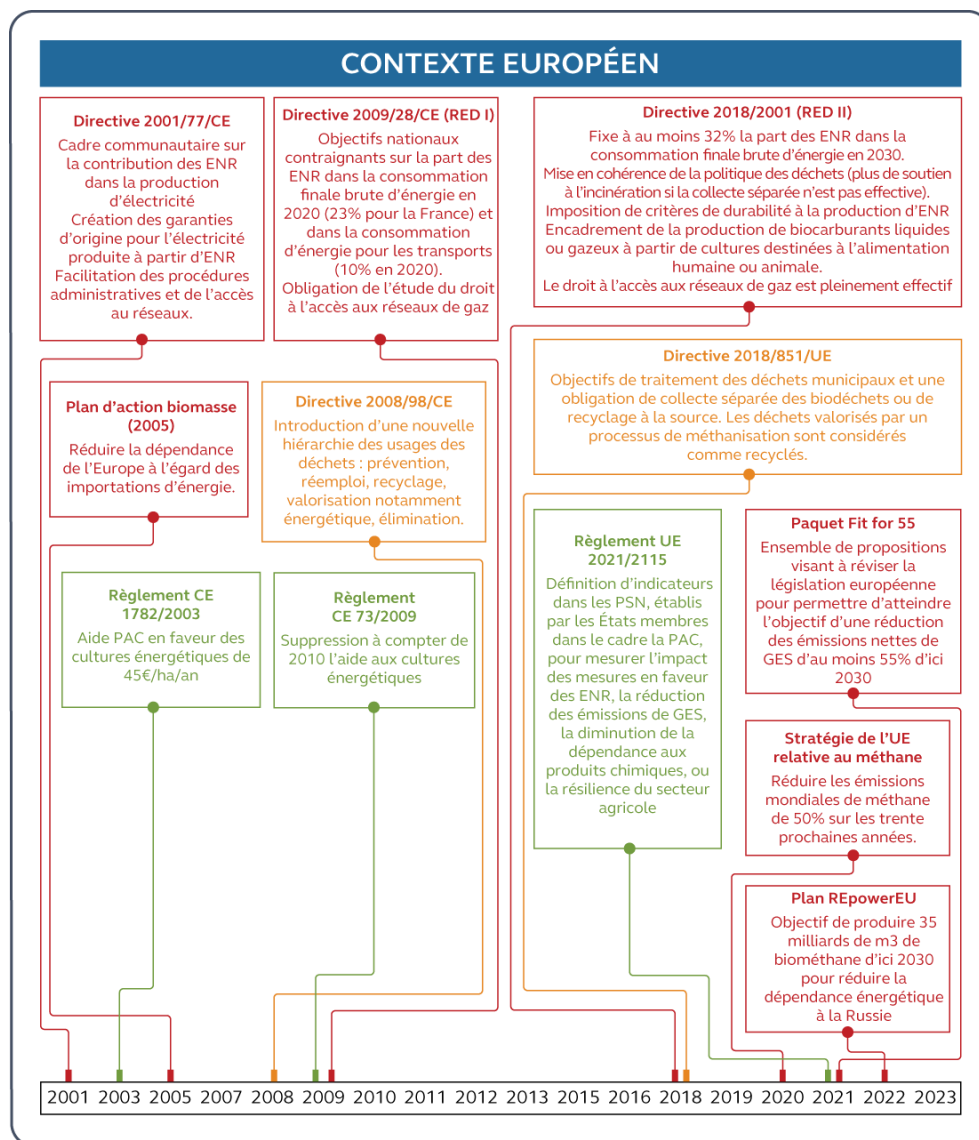 CONTEXTE EUROPÉEN
Directive 2001/77/CE
Cadre communautaire sur
la contribution des ENR
dans la production
d'électricité
Création des garanties
d'origine pour l'électricité
produite à partir d'ENR
Facilitation des procédures
administratives et de l'accès
au réseaux.
Directive 2009/28/CE (RED I)
Objectifs nationaux
contraignants sur la part des
ENR dans la consommation
finale brute d'énergie en
2020 (23% pour la France) et
dans la consommation
d'énergie pour les transports
(10% en 2020).
Obligation de l'étude du droit
à l'accès aux réseaux de gaz
Directive 2018/2001 (RED II)
Fixe à au moins 32% la part des ENR dans la
consommation finale brute d'énergie en 2030.
Mise en cohérence de la politique des déchets (plus de soutien
à l'incinération si la collecte séparée n'est pas effective).
Imposition de critères de durabilité à la production d'ENR
Encadrement de la production de biocarburants liquides
ou gazeux à partir de cultures destinées à l'alimentation
humaine ou animale.
Le droit à l'accès aux réseaux de gaz est pleinement effectif
Plan d'action biomasse
(2005)
Réduire la dépendance
de l'Europe à l'égard des
importations d'énergie.
Directive 2008/98/CE
Introduction d'une nouvelle
hiérarchie des usages des
déchets : prévention,
réemploi, recyclage,
valorisation notamment
énergétique, élimination.
Directive 2018/851/UE
Objectifs de traitement des déchets municipaux et une
obligation de collecte séparée des biodéchets ou de
recyclage à la source. Les déchets valorisés par un
processus de méthanisation sont considérés
comme recyclés.
Règlement CE
1782/2003
Aide PAC en faveur des
cultures énergétiques de
45€/ha/an
Règlement
CE 73/2009
Suppression à compter de
2010 l'aide aux cultures
énergétiques
Règlement UE
2021/2115
Définition d'indicateurs
dans les PSN, établis
par les États membres
dans le cadre la PAC,
pour mesurer l'impact
des mesures en faveur
des ENR, la réduction
des émissions de GES,
la diminution de la
dépendance aux
produits chimiques, ou
la résilience du secteur
agricole
Paquet Fit for 55
Ensemble de propositions
visant à réviser la
législation européenne
pour permettre d'atteindre
l'objectif d'une réduction
des émissions nettes de
GES d'au moins 55% d'ici
2030
Stratégie de l'UE
relative au méthane
Réduire les émissions
mondiales de méthane
de 50% sur les trente
prochaines années.
Plan REpowerEU
Objectif de produire 35
milliards de m3 de
biométhane d'ici 2030
pour réduire la
dépendance énergétique
à la Russie
2001 2003 2005 2007 2008 2009 2010 2011 2012 2013 2015 2016 2018 2019 2020 2021 2022 2023